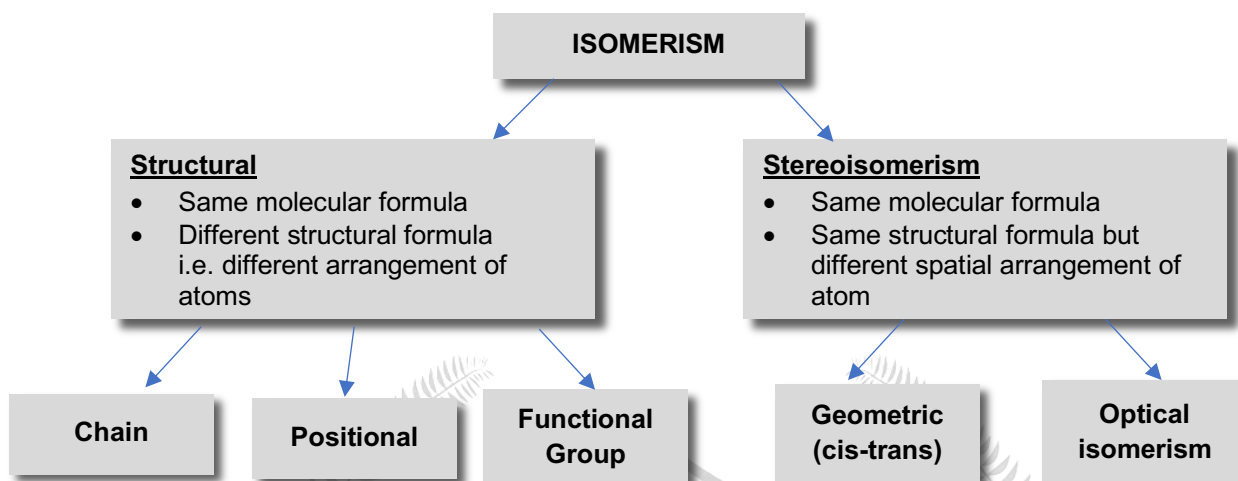 ISOMERISM
Structural
• Same molecular formula
• Different structural formula
i.e. different arrangement of
atoms
Stereoisomerism
• Same molecular formula
• Same structural formula but
different spatial arrangement of
atom
Chain
Positional
Functional
Group
Geometric
(cis-trans)
Optical
isomerism